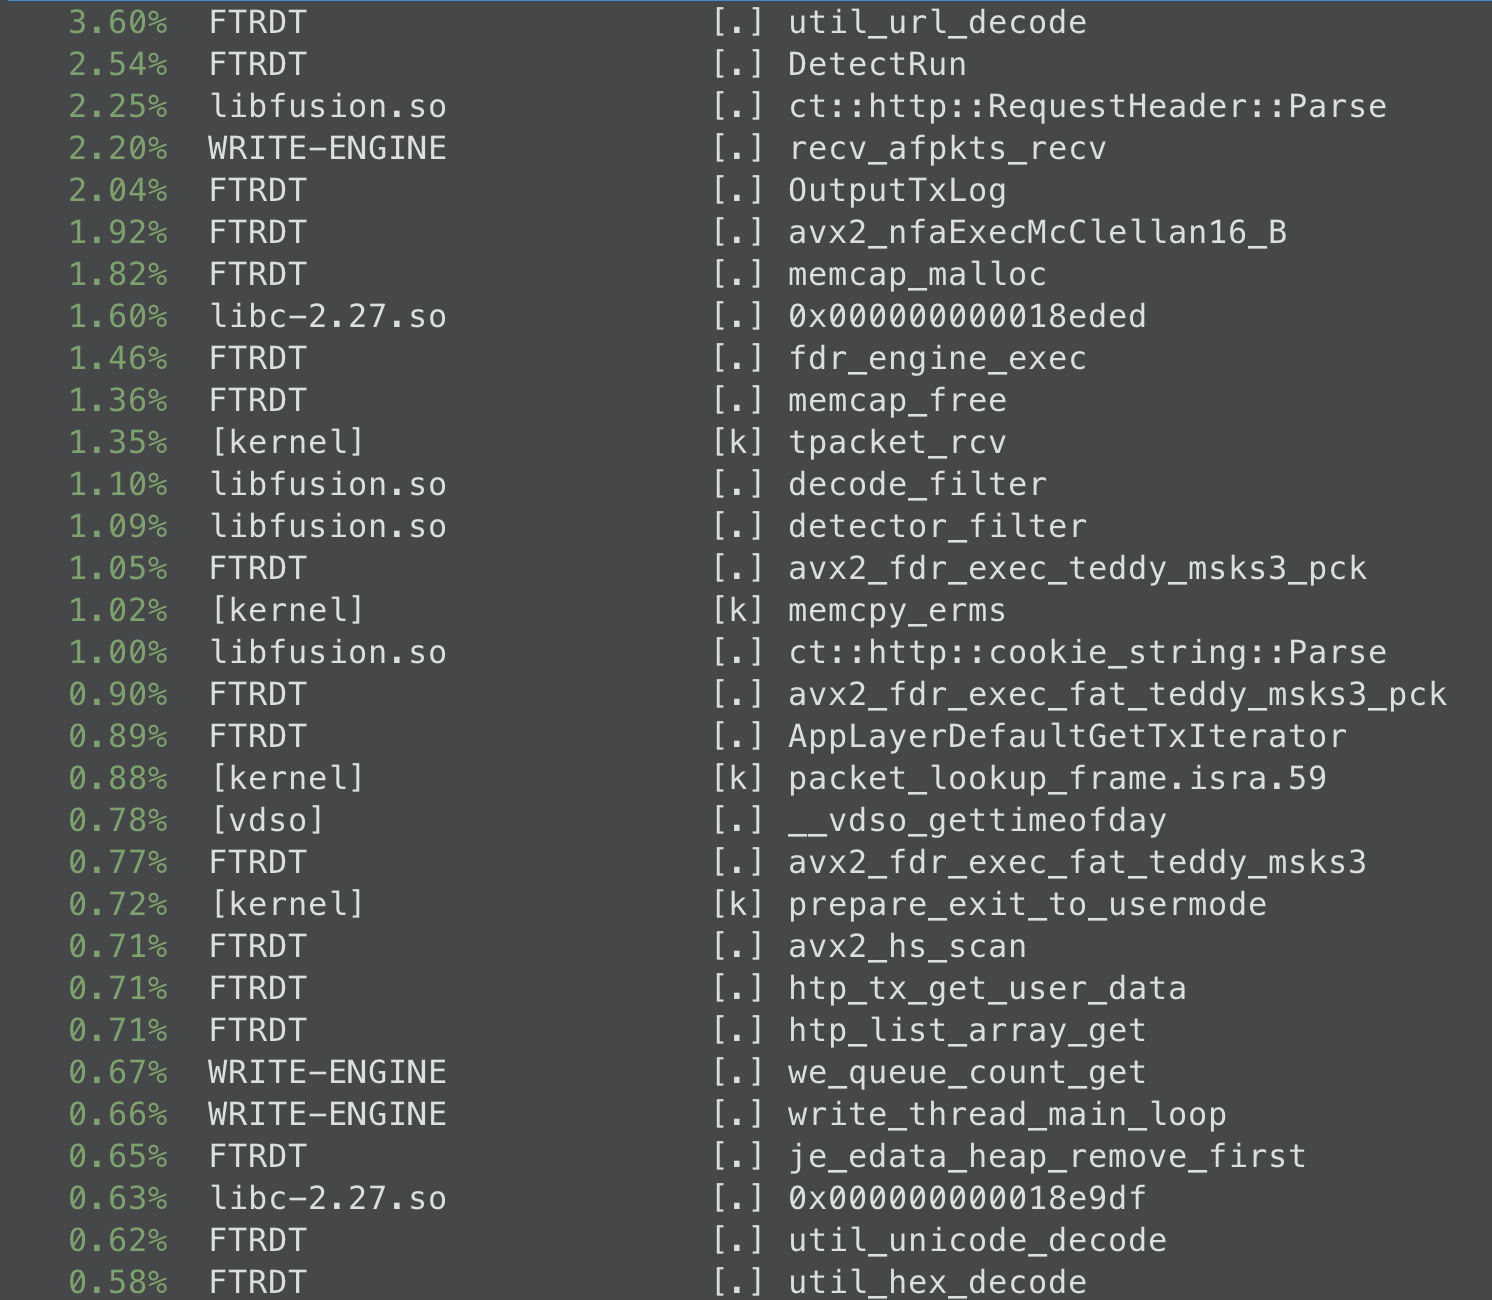 3.60% FTRDT [.] util_url_decode
2.54% FTRDT [.] DetectRun
2.25% libfusion.so [.] ct::http::RequestHeader::Parse
2.20% WRITE-ENGINE [.] recv_afpkts_recv
2.04% FTRDT [.] OutputTxLog
1.92% FTRDT [.] avx2_nfaExecMcClellan16_B
1.82% FTRDT [.] memcap_malloc
1.60% libc-2.27.so [.] 0x000000000018eded
1.46% FTRDT [.] fdr_engine_exec
1.36% FTRDT [.] memcap_free
1.35% [kernel] [k] tpacket_rcv
1.10% libfusion.so [.] decode_filter
1.09% libfusion.so [.] detector_filter
1.05% FTRDT [.] avx2_fdr_exec_teddy_msks3_pck
1.02% [kernel] [k] memcpy_erms
1.00% libfusion.so [.] ct::http::cookie_string::Parse
0.90% FTRDT [.] avx2_fdr_exec_fat_teddy_msks3_pck
0.89% FTRDT [.] AppLayerDefaultGetTxIterator
0.88% [kernel] [k] packet_lookup_frame.isra.59
0.78% [vdso] [.] __vdso_gettimeofday
0.77% FTRDT [.] avx2_fdr_exec_fat_teddy_msks3
0.72% [kernel] [k] prepare_exit_to_usermode
0.71% FTRDT [.] avx2_hs_scan
0.71% FTRDT [.] htp_tx_get_user_data
0.71% FTRDT [.] htp_list_array_get
0.67% WRITE-ENGINE [.] we_queue_count_get
0.66% WRITE-ENGINE [.] write_thread_main_loop
0.65% FTRDT [.] je_edata_heap_remove_first
0.63% libc-2.27.so [.] 0x000000000018e9df
0.62% FTRDT [.] util_unicode_decode
0.58% FTRDT [.] util_hex_decode